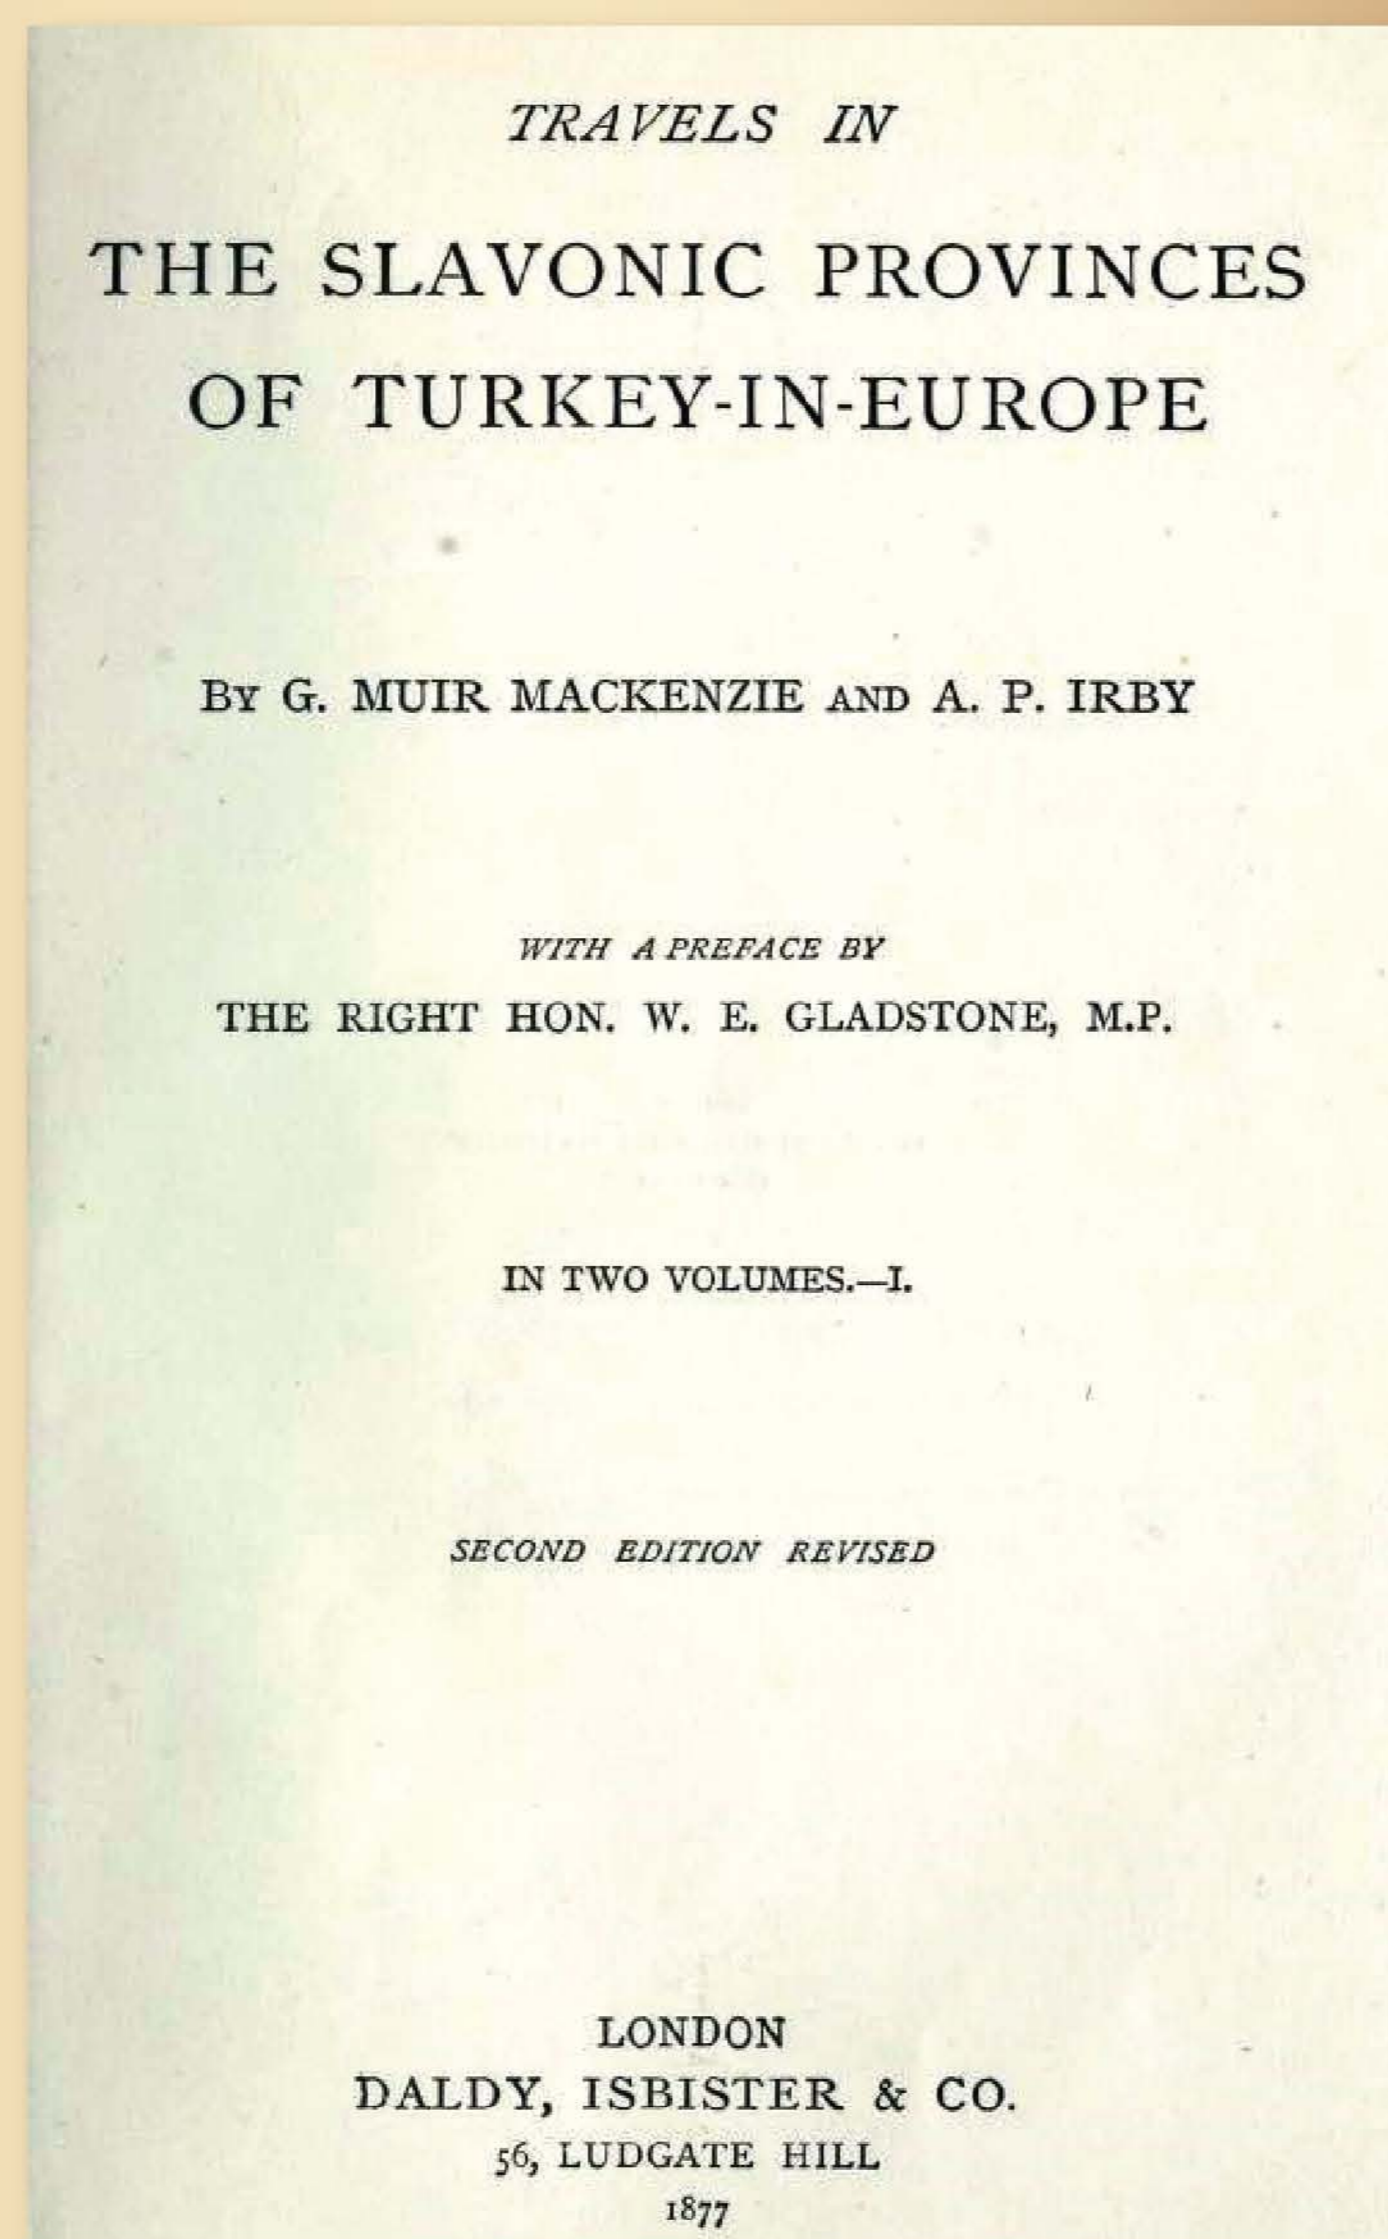 TRAVELS IN
THE SLAVONIC PROVINCES
OF TURKEY-IN-EUROPE
By G. MUIR MACKENZIE AND A. P. IRBY
WITH A PREFACE BY
THE RIGHT HON. W. E. GLADSTONE, M.P.
IN TWO VOLUMES.—I.
SECOND EDITION REVISED
LONDON
DALDY, ISBISTER & CO.
56, LUDGATE HILL
1877